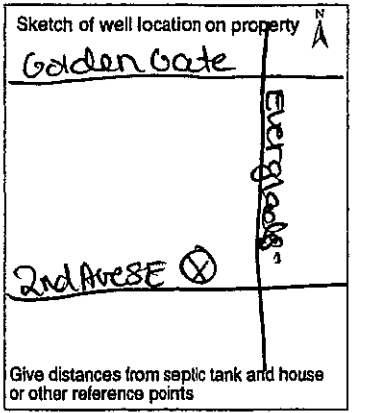 Sketch of well location on property
N
Golden Gate
Everglades
2nd Ave SE ⓧ
Give distances from septic tank and house
or other reference points